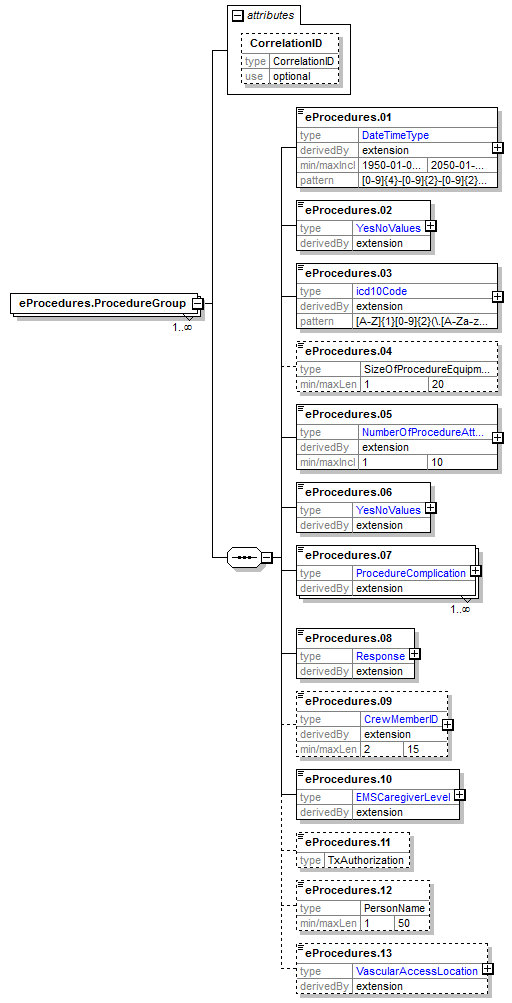 attributes
CorrelationID
type CorrelationID
use optional
eProcedures.01
type DateTimeType
derivedBy extension
min/maxIncl 1950-01-0... 2050-01-...
pattern [0-9]{4}-[0-9]{2}-[0-9]{2}...
eProcedures.02
type YesNoValues
derivedBy extension
eProcedures.03
type icd10Code
derivedBy extension
pattern [A-Z]{1}[0-9]{2}(\.[A-Za-z...
eProcedures.ProcedureGroup
1..∞
eProcedures.04
type SizeOfProcedureEquipm...
min/maxLen 1 20
eProcedures.05
type NumberOfProcedureAtt...
derivedBy extension
min/maxIncl 1 10
eProcedures.06
type YesNoValues
derivedBy extension
eProcedures.07
type ProcedureComplication
derivedBy extension
1..∞
eProcedures.08
type Response
derivedBy extension
eProcedures.09
type CrewMemberID
derivedBy extension
min/maxLen 2 15
eProcedures.10
type EMSCaregiverLevel
derivedBy extension
eProcedures.11
type TxAuthorization
eProcedures.12
type PersonName
min/maxLen 1 50
eProcedures.13
type VascularAccessLocation
derivedBy extension